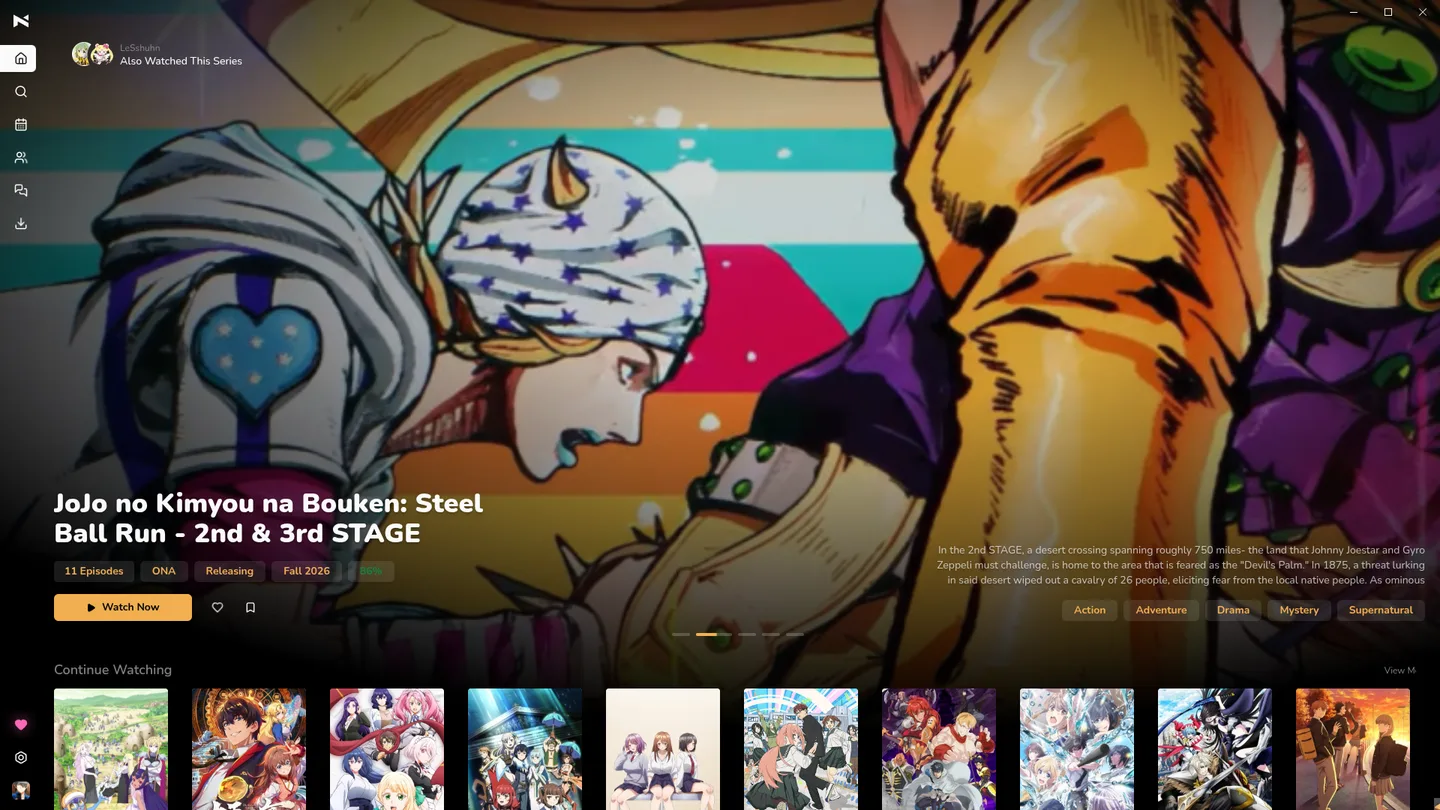 LeSshuhn
Also Watched This Series
JoJo no Kimyou na Bouken: Steel
Ball Run - 2nd & 3rd STAGE
11 Episodes
ONA
Releasing
Fall 2026
86%
Watch Now
In the 2nd STAGE, a desert crossing spanning roughly 750 miles- the land that Johnny Joestar and Gyro
Zeppeli must challenge, is home to the area that is feared as the "Devil's Palm." In 1875, a threat lurking
in said desert wiped out a cavalry of 26 people, eliciting fear from the local native people. As ominous
Action
Adventure
Drama
Mystery
Supernatural
Continue Watching
View M